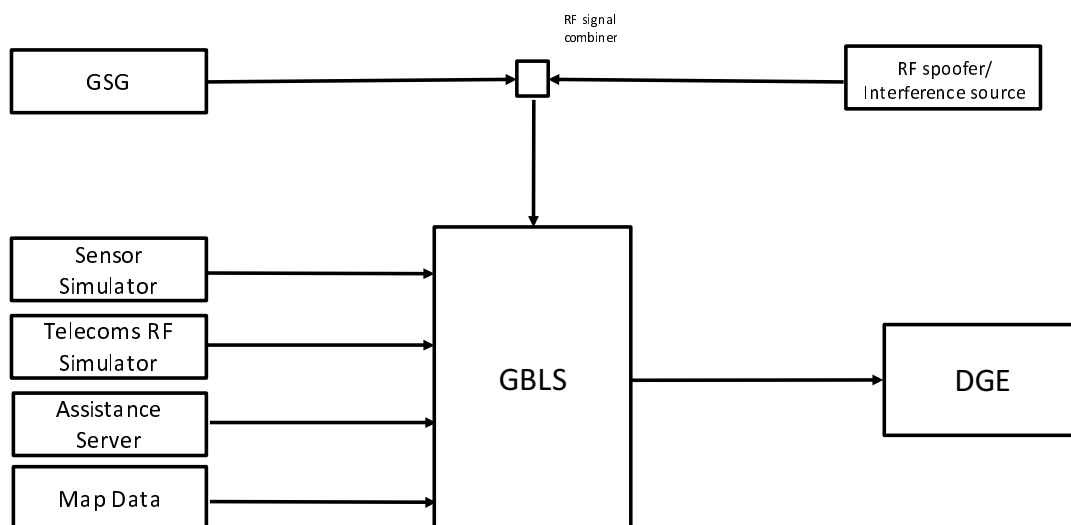 RF signal
combiner
GSG
RF spoofer/
Interference source
Sensor
Simulator
Telecoms RF
Simulator
Assistance
Server
Map Data
GBLS
DGE